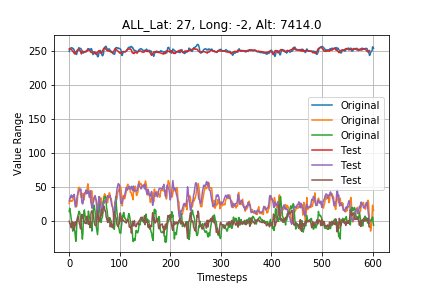 ALL_Lat: 27, Long: -2, Alt: 7414.0
250
200
150
100
50
0
Value Range
Original
Original
Original
Test
Test
Test
0 100 200 300 400 500 600
Timesteps